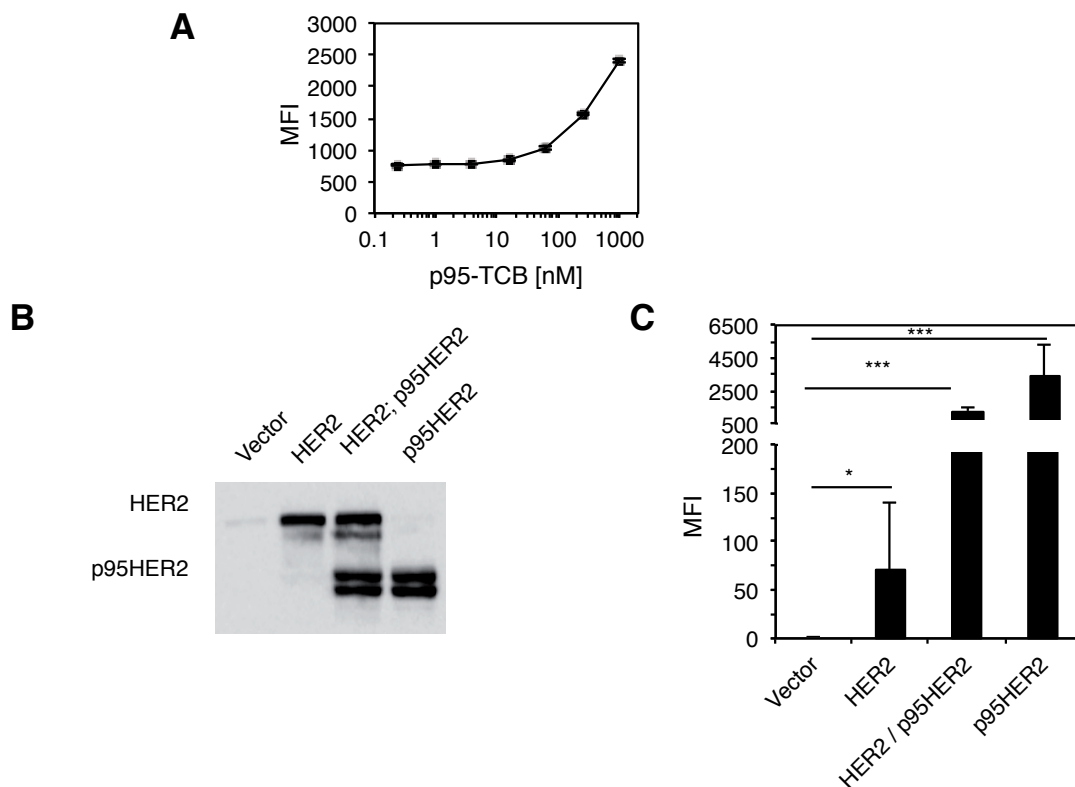 A
3000
2500
2000
1500
1000
500
0
MFI
0.1 1 10 100 1000
p95-TCB [nM]
B
Vector
HER2
HER2; p95HER2
p95HER2
HER2
p95HER2
C
6500
4500
2500
500
200
150
100
50
0
MFI
***
***
*
Vector
HER2
HER2 / p95HER2
p95HER2